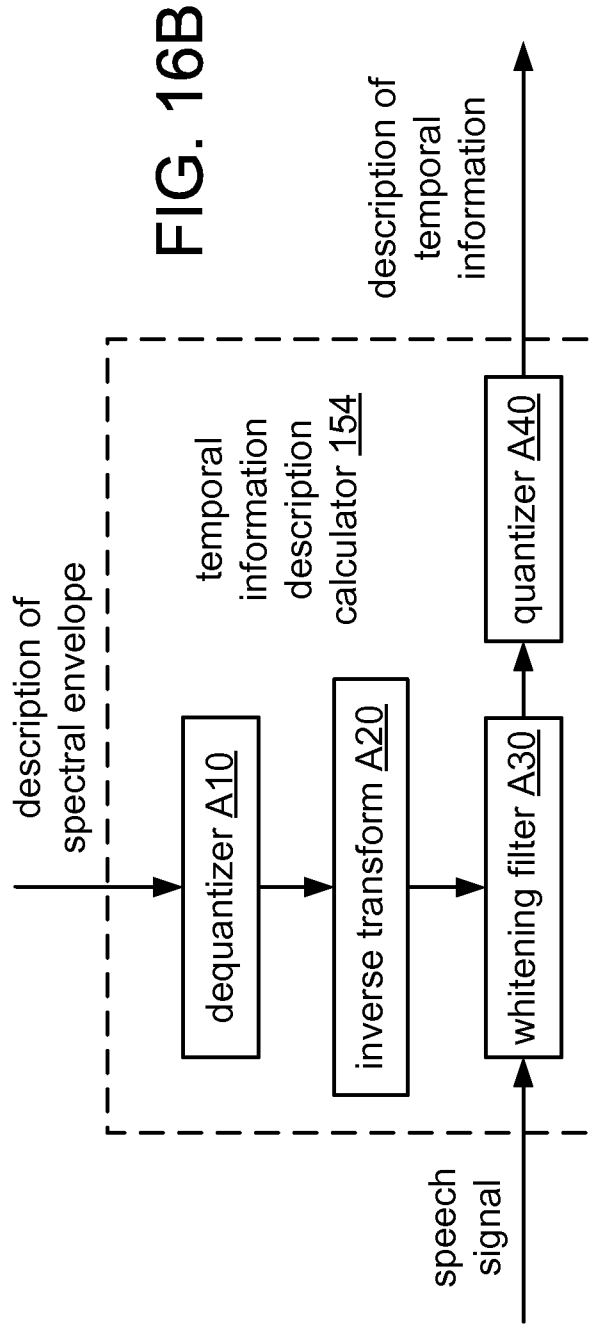 FIG. 16B
description of
spectral envelope
dequantizer A10
temporal
information
description
calculator 154
inverse transform A20
speech
signal
whitening filter A30
quantizer A40
description of
temporal
information